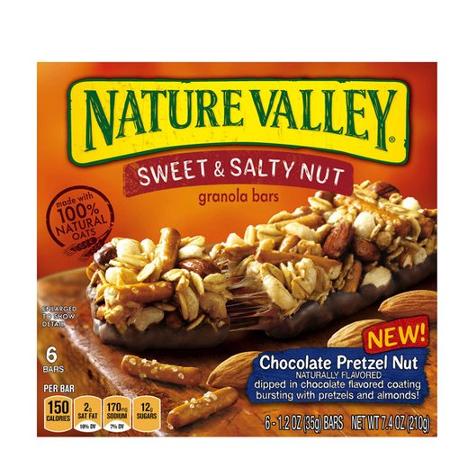 NATURE VALLEY®
SWEET & SALTY NUT
granola bars
made with
100%
NATURAL
OATS
ENLARGED
TO SHOW
DETAIL
6
BARS
PER BAR
150
CALORIES
2g
SAT FAT
10% DV
170mg
SODIUM
7% DV
12g
SUGARS
NEW!
Chocolate Pretzel Nut
NATURALLY FLAVORED
dipped in chocolate flavored coating
bursting with pretzels and almonds!
6 - 1.2 OZ (35g) BARS NET WT 7.4 OZ (210g)